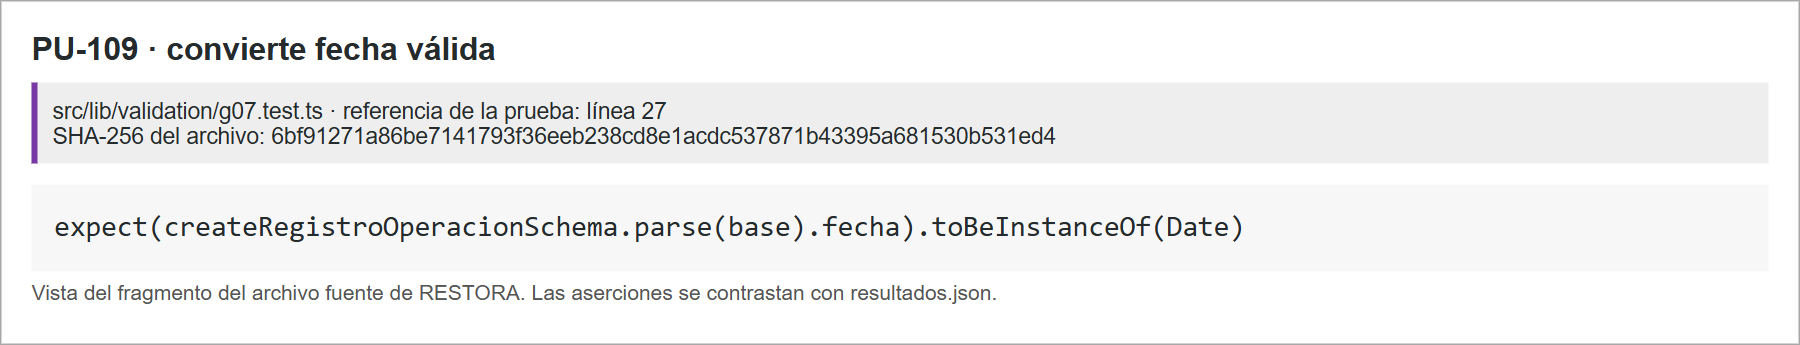 PU-109 · convierte fecha válida
src/lib/validation/g07.test.ts · referencia de la prueba: línea 27
SHA-256 del archivo: 6bf91271a86be7141793f36eeb238cd8e1acdc537871b43395a681530b531ed4
expect(createRegistroOperacionSchema.parse(base).fecha).toBeInstanceOf(Date)
Vista del fragmento del archivo fuente de RESTORA. Las aserciones se contrastan con resultados.json.